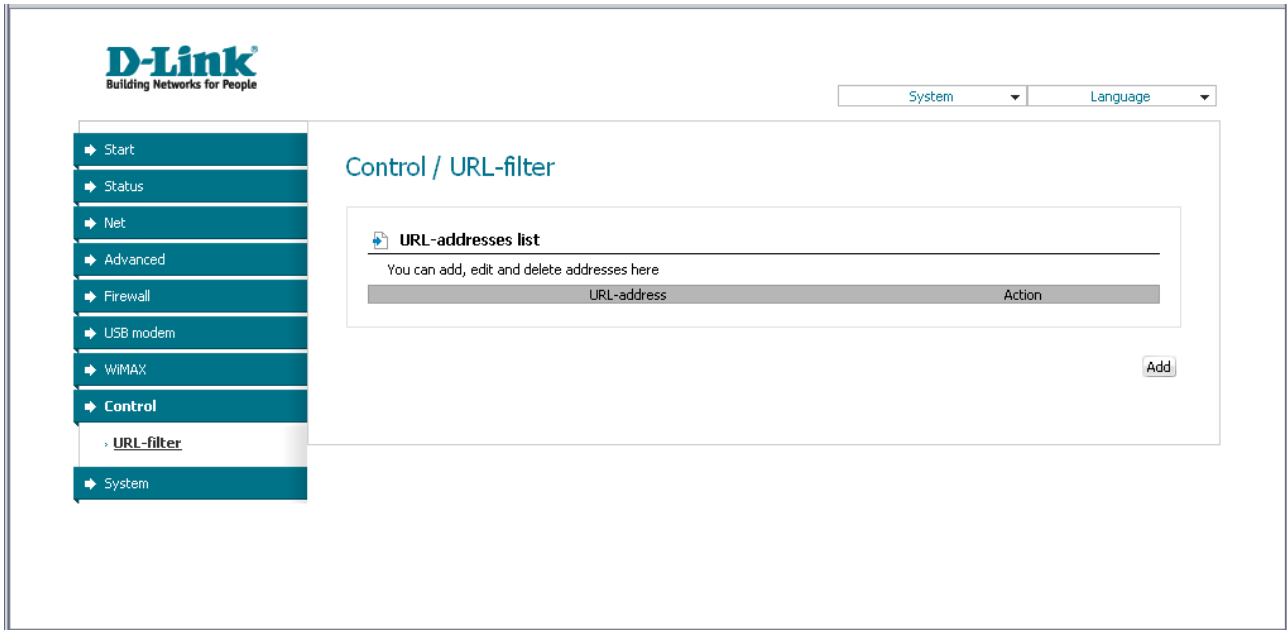 D-Link®
Building Networks for People
System
Language
Start
Status
Net
Advanced
Firewall
USB modem
WiMAX
Control
URL-filter
System
Control / URL-filter
URL-addresses list
You can add, edit and delete addresses here
URL-address Action
Add